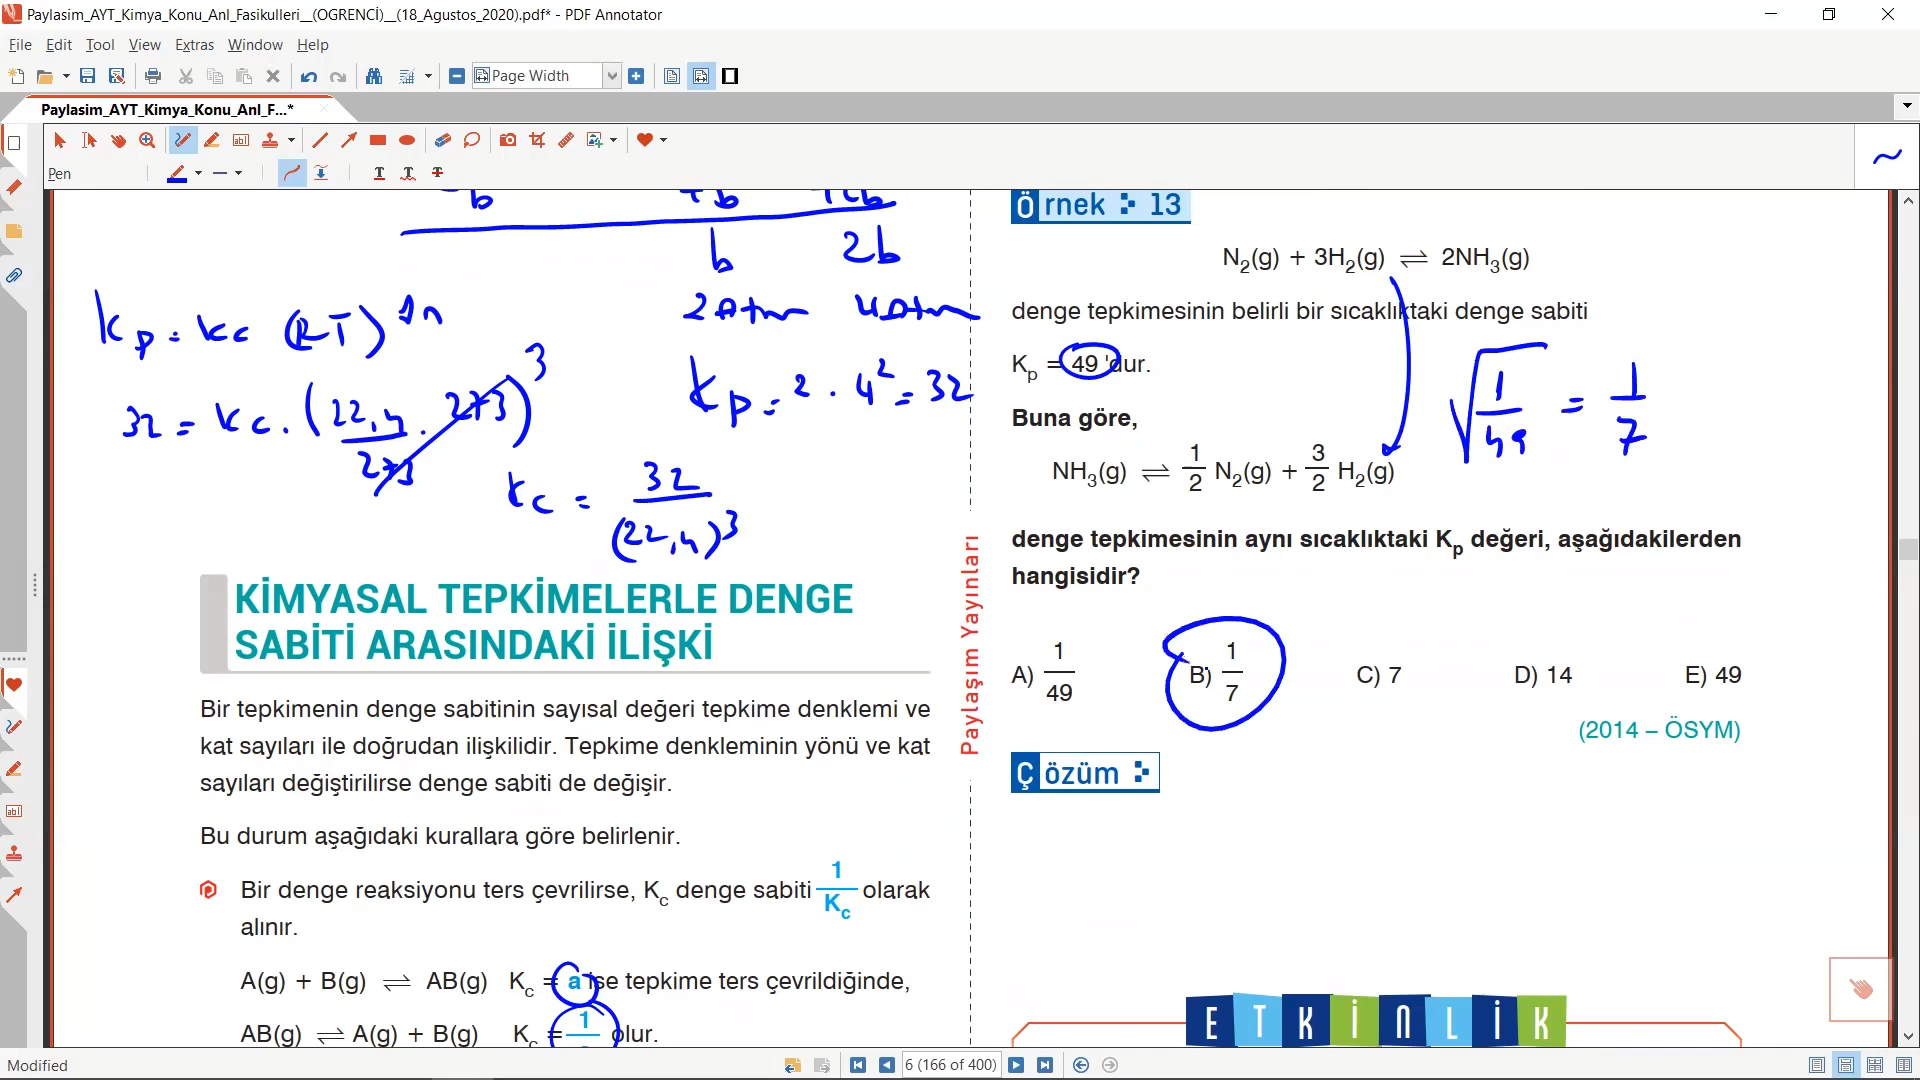 Paylasim_AYT_Kimya_Konu_Anl_Fasikulleri__(OGRENCİ)__(18_Agustos_2020).pdf* - PDF Annotator
File Edit Tool View Extras Window Help
Page Width
Paylasim_AYT_Kimya_Konu_Anl_F...*
Pen
b 2b
2Atm 4Atm
Kp = Kc (RT)^Δn
Kp = 2 . 4² = 32
32 = Kc . (22,4/273 . 273)³
Kc = 32/(22,4)³
KİMYASAL TEPKİMELERLE DENGE
SABİTİ ARASINDAKİ İLİŞKİ
Bir tepkimenin denge sabitinin sayısal değeri tepkime denklemi ve
kat sayıları ile doğrudan ilişkilidir. Tepkime denkleminin yönü ve kat
sayıları değiştirilirse denge sabiti de değişir.
Bu durum aşağıdaki kurallara göre belirlenir.
Bir denge reaksiyonu ters çevrilirse, Kc denge sabiti 1/Kc olarak
alınır.
A(g) + B(g) ⇌ AB(g) Kc = a ise tepkime ters çevrildiğinde,
AB(g) ⇌ A(g) + B(g) Kc = 1 olur.
Paylaşım Yayınları
Örnek 13
N₂(g) + 3H₂(g) ⇌ 2NH₃(g)
denge tepkimesinin belirli bir sıcaklıktaki denge sabiti
Kp = 49 'dur.
Buna göre,
NH₃(g) ⇌ 1/2 N₂(g) + 3/2 H₂(g)
√(1/49) = 1/7
denge tepkimesinin aynı sıcaklıktaki Kp değeri, aşağıdakilerden
hangisidir?
A) 1/49 B) 1/7 C) 7 D) 14 E) 49
(2014 – ÖSYM)
Çözüm
ETKİNLİK
Modified
6 (166 of 400)